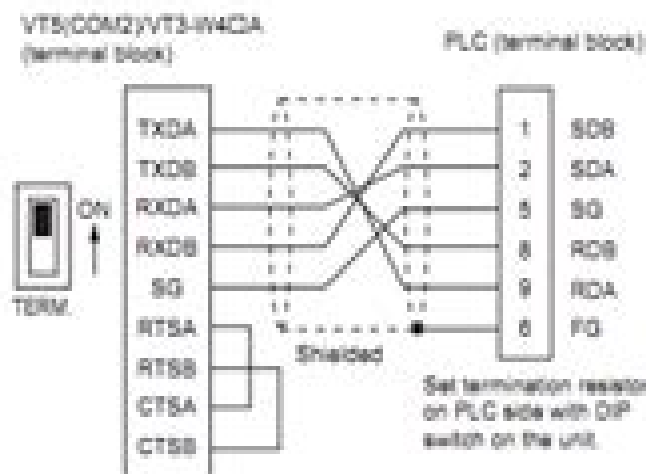 VT5(COM2)/VT3-W4□A
(terminal block)
PLC (terminal block)
TXDA
TXDB
RXDA
RXDB
SG
RTSA
RTSB
CTSA
CTSB
ON
TERM.
Shielded
1 SDB
2 SDA
5 SG
8 RDB
9 RDA
6 FG
Set termination resistor
on PLC side with DIP
switch on the unit.